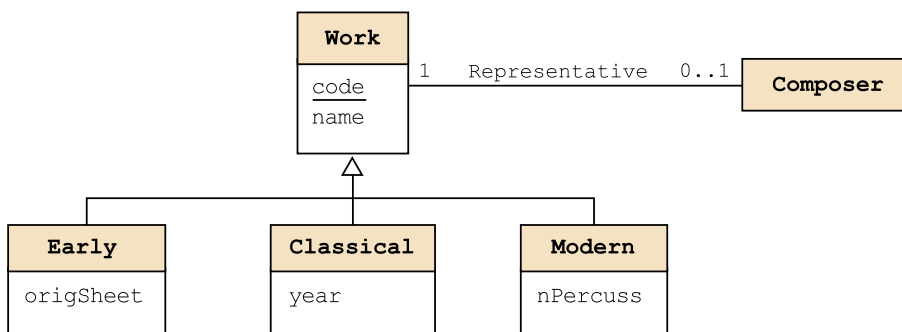 Work
code
name
1 Representative 0..1
Composer
Early
origSheet
Classical
year
Modern
nPercuss